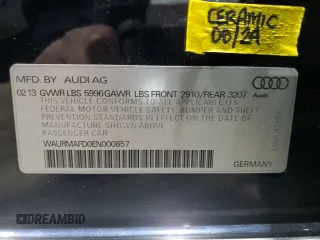 CERAMIC
MFD. BY AUDI AG
02 13 GVWR LBS 5996 GAWR LBS FRONT 2910/REAR 3207
Audi
THIS VEHICLE CONFORMS TO ALL APPLICABLE U.S.
FEDERAL MOTOR VEHICLE SAFETY, BUMPER AND THEFT
PREVENTION STANDARDS IN EFFECT ON THE DATE OF
MANUFACTURE SHOWN ABOVE.
PASSENGER CAR
WAURMAFD0EN000857
GERMANY
DREAMBID